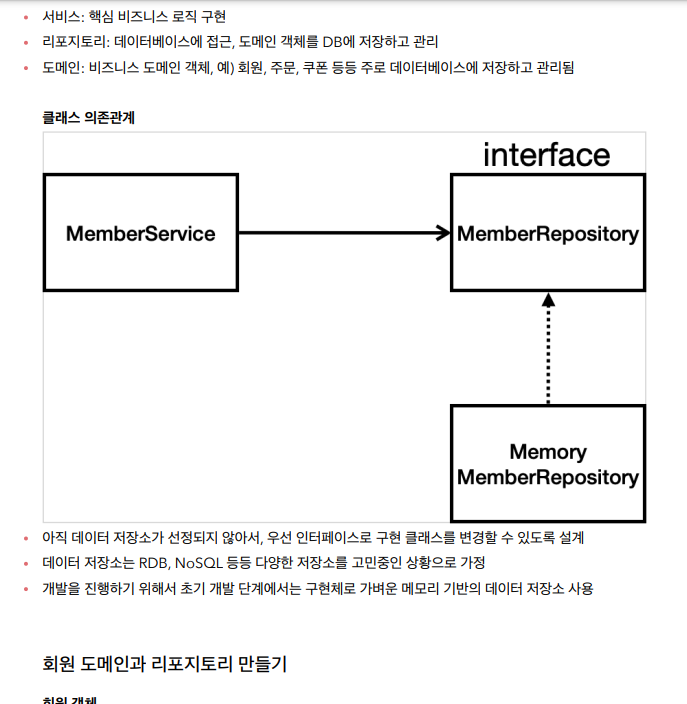 서비스: 핵심 비즈니스 로직 구현
리포지토리: 데이터베이스에 접근, 도메인 객체를 DB에 저장하고 관리
도메인: 비즈니스 도메인 객체, 예) 회원, 주문, 쿠폰 등등 주로 데이터베이스에 저장하고 관리됨
클래스 의존관계
interface
MemberService
MemberRepository
Memory
MemberRepository
아직 데이터 저장소가 선정되지 않아서, 우선 인터페이스로 구현 클래스를 변경할 수 있도록 설계
데이터 저장소는 RDB, NoSQL 등등 다양한 저장소를 고민중인 상황으로 가정
개발을 진행하기 위해서 초기 개발 단계에서는 구현체로 가벼운 메모리 기반의 데이터 저장소 사용
회원 도메인과 리포지토리 만들기
회원 객체